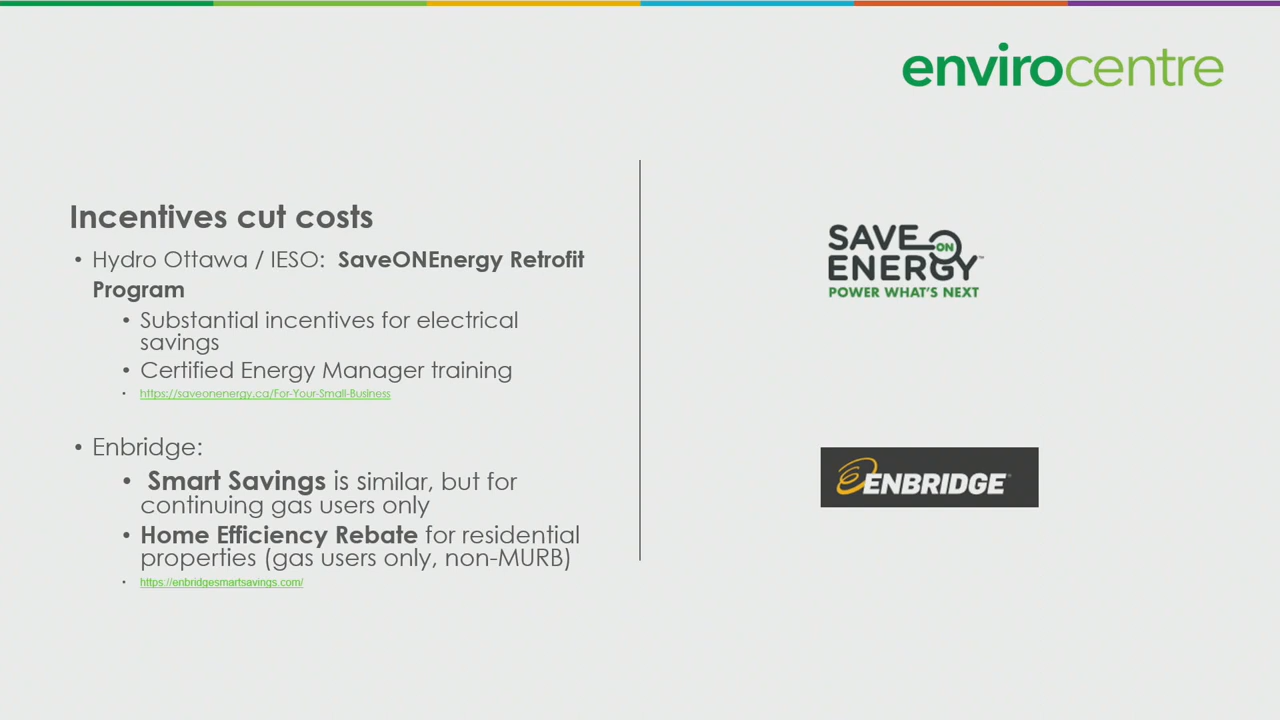 envirocentre
Incentives cut costs
• Hydro Ottawa / IESO: SaveONEnergy Retrofit
Program
• Substantial incentives for electrical
savings
• Certified Energy Manager training
• https://saveonenergy.ca/For-Your-Small-Business
• Enbridge:
• Smart Savings is similar, but for
continuing gas users only
• Home Efficiency Rebate for residential
properties (gas users only, non-MURB)
• https://enbridgesmartsavings.com/
SAVE
ON
ENERGY™
POWER WHAT'S NEXT
ENBRIDGE™